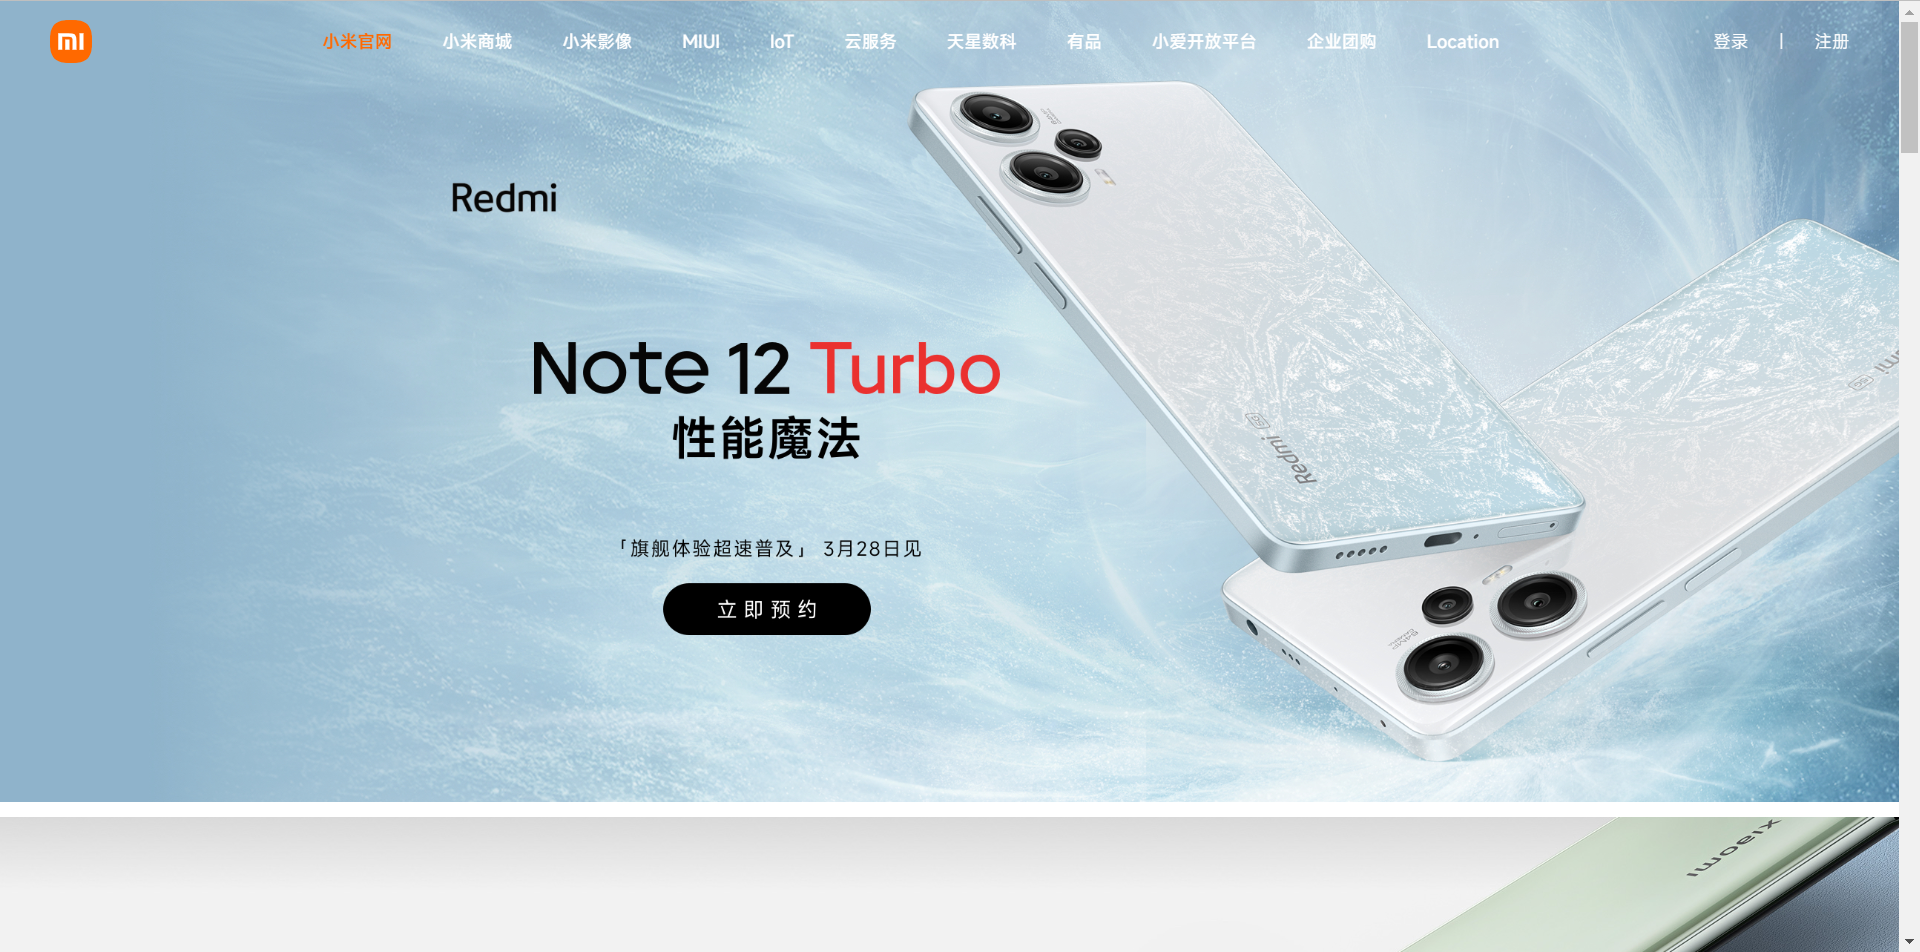 小米官网 小米商城 小米影像 MIUI IoT 云服务 天星数科 有品 小爱开放平台 企业团购 Location 登录 | 注册
Redmi
Note 12 Turbo
性能魔法
「旗舰体验超速普及」 3月28日见
立即预约
Redmi 5G
xiaomi